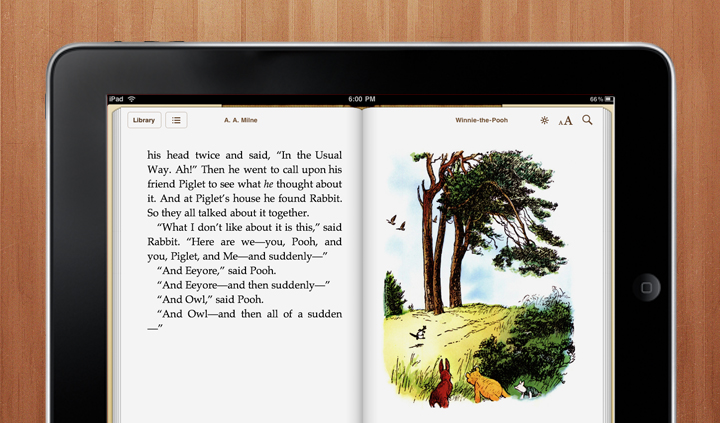 iPad
6:00 PM
66%
Library
A. A. Milne
Winnie-the-Pooh
AA
his head twice and said, “In the Usual
Way. Ah!” Then he went to call upon his
friend Piglet to see what he thought about
it. And at Piglet’s house he found Rabbit.
So they all talked about it together.
“What I don’t like about it is this,” said
Rabbit. “Here are we—you, Pooh, and
you, Piglet, and Me—and suddenly—”
“And Eeyore,” said Pooh.
“And Eeyore—and then suddenly—”
“And Owl,” said Pooh.
“And Owl—and then all of a sudden
—”